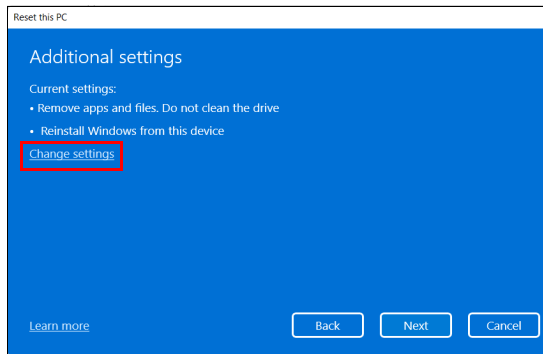 Reset this PC
Additional settings
Current settings:
• Remove apps and files. Do not clean the drive
• Reinstall Windows from this device
Change settings
Learn more
Back
Next
Cancel